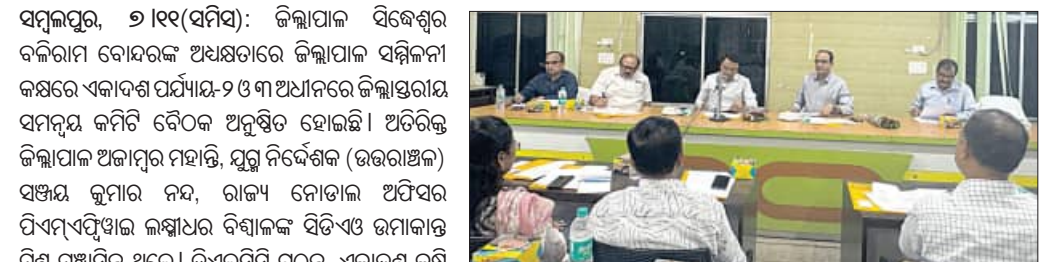 ସମ୍ବଲପୁର, ୭।୧୧(ସମିସ): ଜିଲ୍ଲାପାଳ ସିଦ୍ଧେଶ୍ୱର
ବଳିରାମ ବୋନ୍ଦରଙ୍କ ଅଧ୍ୟକ୍ଷତାରେ ଜିଲ୍ଲାପାଳ ସମ୍ମିଳନୀ
କକ୍ଷରେ ଏକାଦଶ ପର୍ଯ୍ୟାୟ-୨ ଓ ୩ ଅଧୀନରେ ଜିଲ୍ଲାସ୍ତରୀୟ
ସମନ୍ୱୟ କମିଟି ବୈଠକ ଅନୁଷ୍ଠିତ ହୋଇଛି। ଅତିରିକ୍ତ
ଜିଲ୍ଲାପାଳ ଅଜାମ୍ବର ମହାନ୍ତି, ଯୁଗ୍ମ ନିର୍ଦ୍ଦେଶକ (ଉତ୍ତରାଞ୍ଚଳ)
ସଞ୍ଜୟ କୁମାର ନନ୍ଦ, ରାଜ୍ୟ ନୋଡାଲ ଅଫିସର
ପିଏମ୍ଏଫ୍ୱିୱାଇ ଲକ୍ଷ୍ମୀଧର ବିଶ୍ୱାଳଙ୍କ ସିଡିଏଓ ଉମାକାନ୍ତ